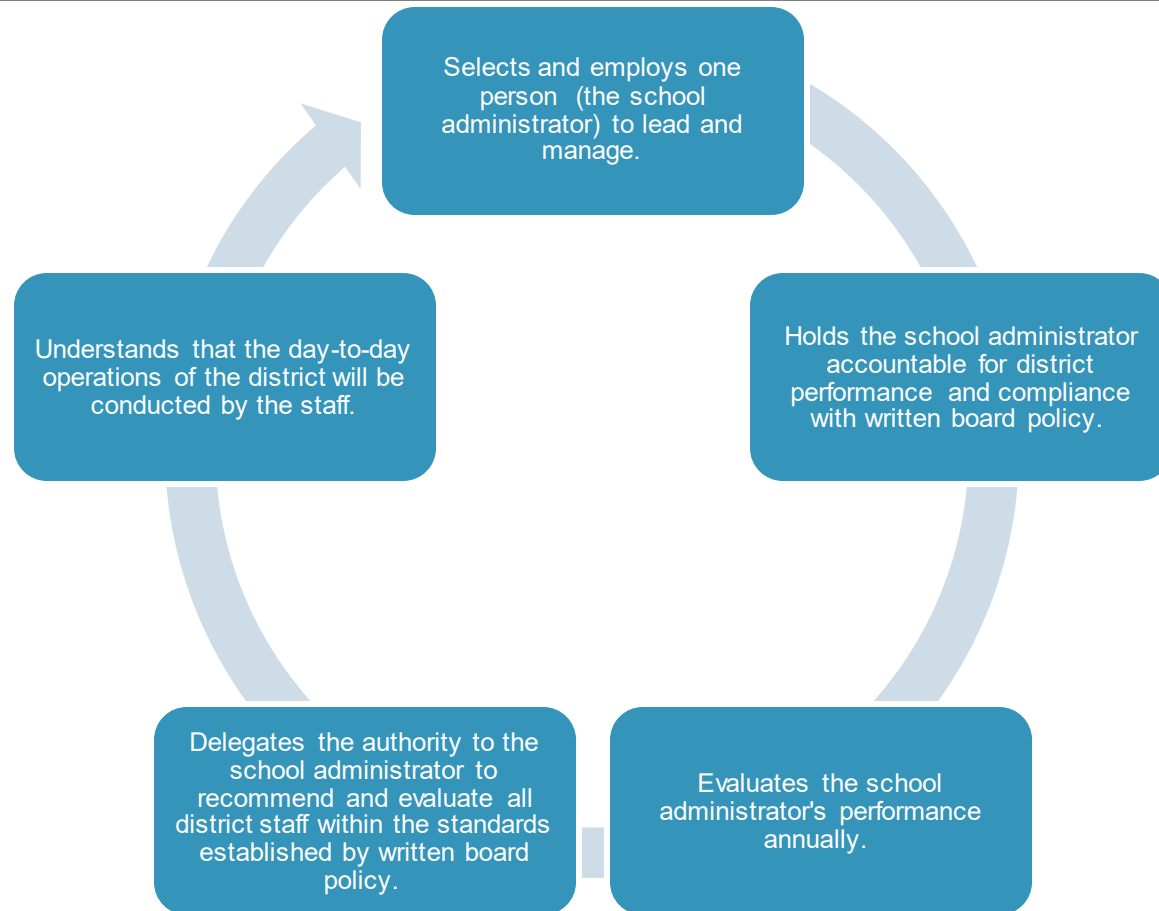 Selects and employs one
person (the school
administrator) to lead and
manage.
Holds the school administrator
accountable for district
performance and compliance
with written board policy.
Evaluates the school
administrator's performance
annually.
Delegates the authority to the
school administrator to
recommend and evaluate all
district staff within the standards
established by written board
policy.
Understands that the day-to-day
operations of the district will be
conducted by the staff.